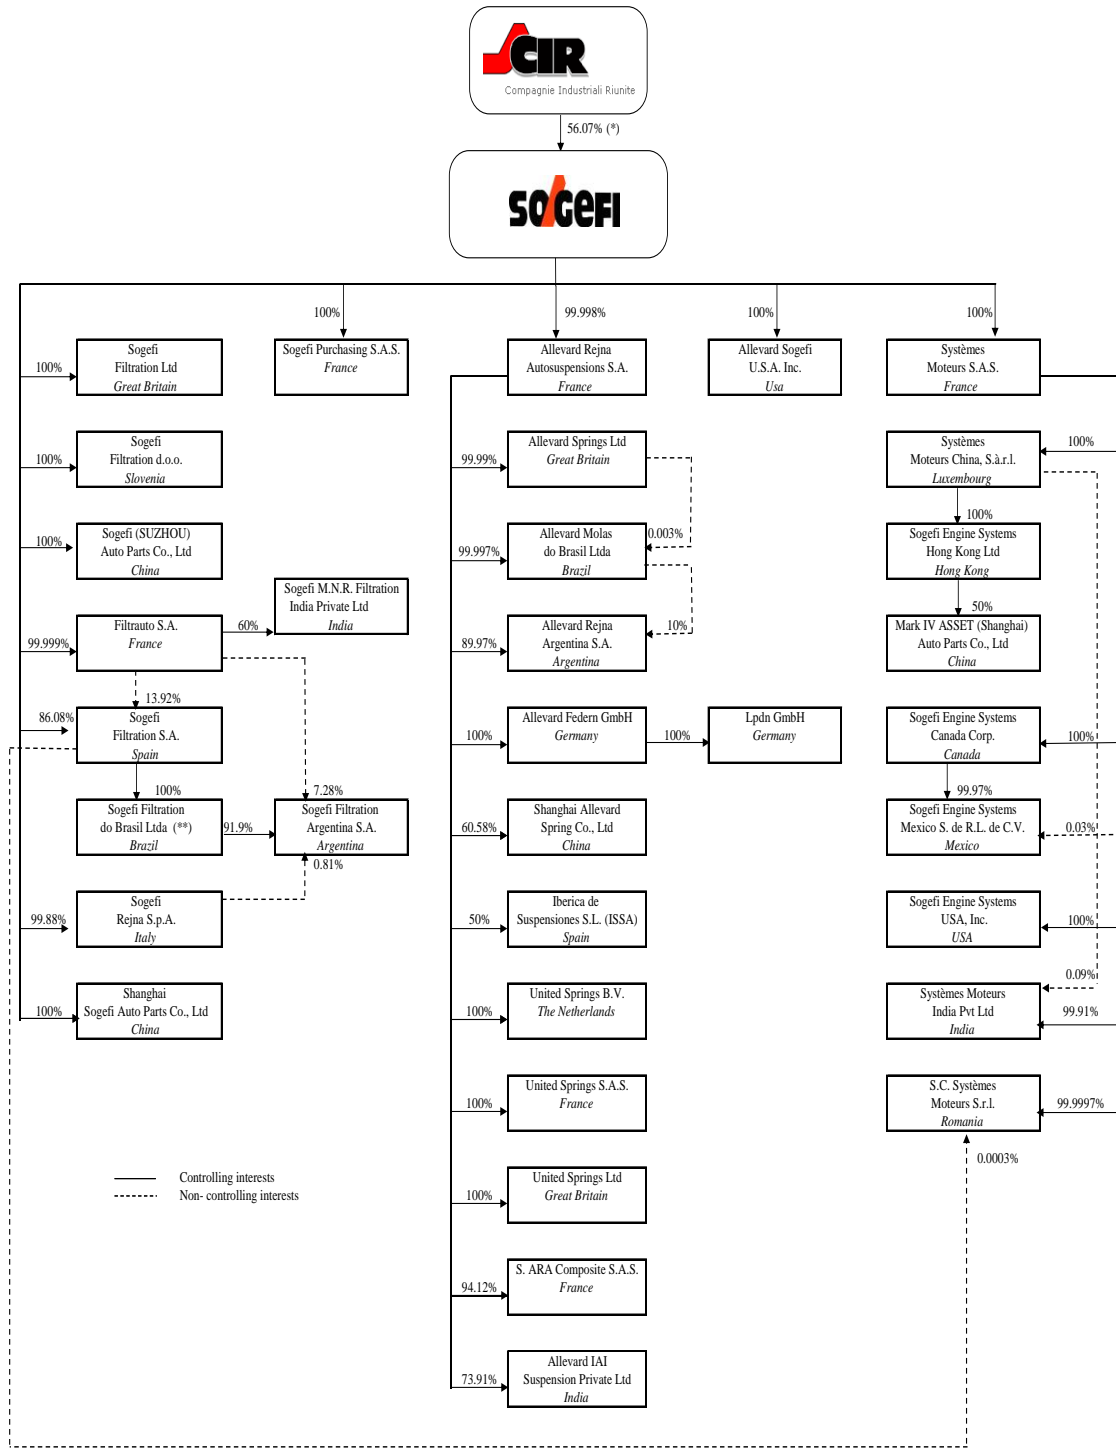 CIR
Compagnie Industriali Riunite
56.07% (*)
SOGEFI
100%
99.998%
100%
100%
Sogefi
Filtration Ltd
Great Britain
100%
Sogefi Purchasing S.A.S.
France
Allevard Rejna
Autosuspensions S.A.
France
Allevard Sogefi
U.S.A. Inc.
Usa
Systèmes
Moteurs S.A.S.
France
Sogefi
Filtration d.o.o.
Slovenia
100%
Allevard Springs Ltd
Great Britain
99.99%
Systèmes
Moteurs China, S.à.r.l.
Luxembourg
100%
100%
Sogefi (SUZHOU)
Auto Parts Co., Ltd
China
100%
Allevard Molas
do Brasil Ltda
Brazil
99.997%
0.003%
Sogefi Engine Systems
Hong Kong Ltd
Hong Kong
50%
Sogefi M.N.R. Filtration
India Private Ltd
India
60%
Filtrauto S.A.
France
99.999%
13.92%
Allevard Rejna
Argentina S.A.
Argentina
89.97%
10%
Mark IV ASSET (Shanghai)
Auto Parts Co., Ltd
China
Sogefi
Filtration S.A.
Spain
86.08%
100%
Allevard Federn GmbH
Germany
100%
100%
Lpdn GmbH
Germany
Sogefi Engine Systems
Canada Corp.
Canada
100%
99.97%
7.28%
Sogefi Filtration
do Brasil Ltda (**)
Brazil
91.9%
Sogefi Filtration
Argentina S.A.
Argentina
0.81%
Shanghai Allevard
Spring Co., Ltd
China
60.58%
Sogefi Engine Systems
Mexico S. de R.L. de C.V.
Mexico
0.03%
Sogefi
Rejna S.p.A.
Italy
99.88%
Iberica de
Suspensiones S.L. (ISSA)
Spain
50%
Sogefi Engine Systems
USA, Inc.
USA
100%
0.09%
Shanghai
Sogefi Auto Parts Co., Ltd
China
100%
United Springs B.V.
The Netherlands
100%
Systèmes Moteurs
India Pvt Ltd
India
99.91%
United Springs S.A.S.
France
100%
S.C. Systèmes
Moteurs S.r.l.
Romania
99.9997%
0.0003%
Controlling interests
Non- controlling interests
United Springs Ltd
Great Britain
100%
S. ARA Composite S.A.S.
France
94.12%
Allevard IAI
Suspension Private Ltd
India
73.91%